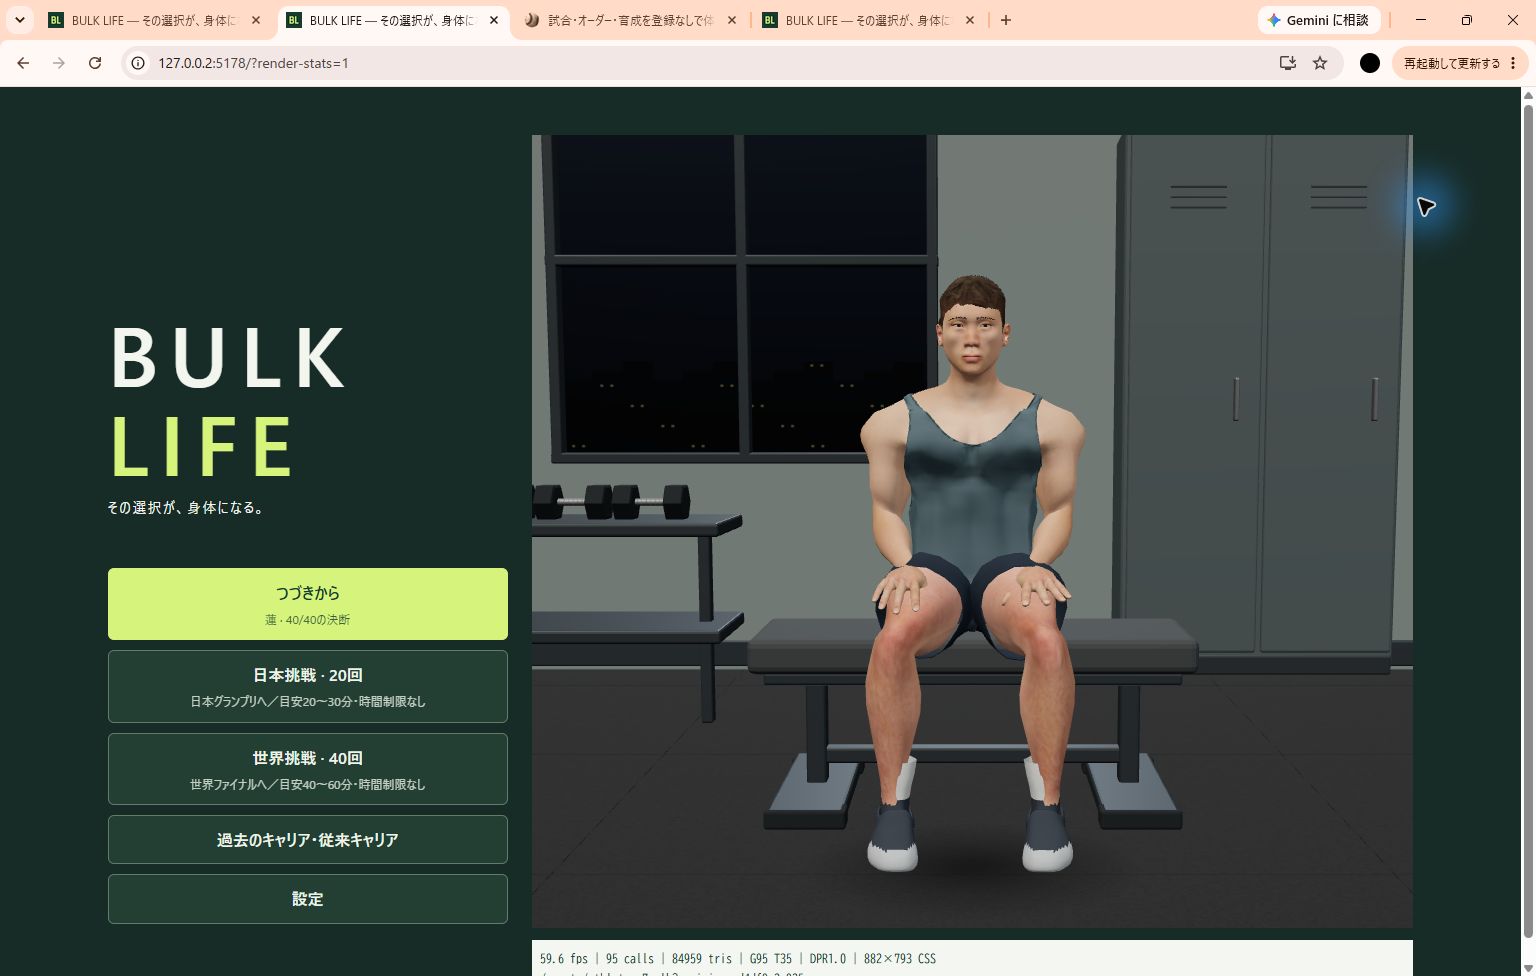 BULK LIFE — その選択が、身体に
BULK LIFE — その選択が、身体に
試合・オーダー・育成を登録なしで体
BULK LIFE — その選択が、身体に
Gemini に相談
127.0.0.2:5178/?render-stats=1
再起動して更新する
BULK
LIFE
その選択が、身体になる。
つづきから
蓮 · 40/40の決断
日本挑戦 · 20回
日本グランプリへ／目安20〜30分・時間制限なし
世界挑戦 · 40回
世界ファイナルへ／目安40〜60分・時間制限なし
過去のキャリア・従来キャリア
設定
59.6 fps | 95 calls | 84959 tris | G95 T35 | DPR1.0 | 882×793 CSS